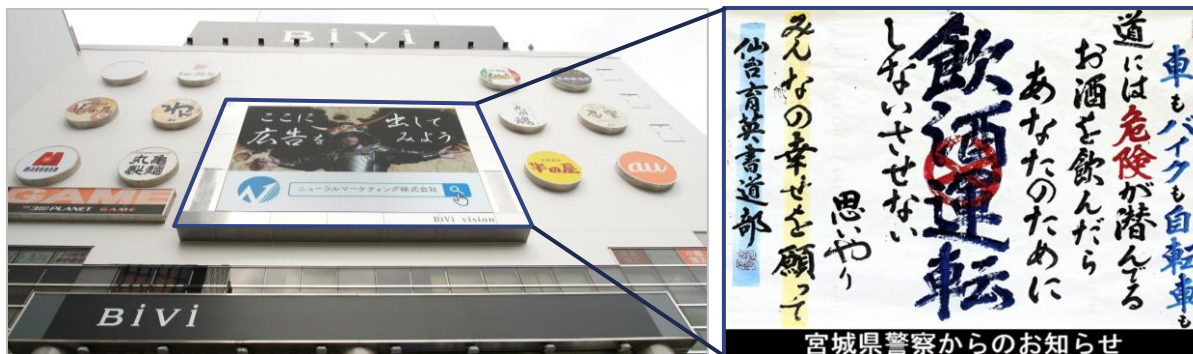 BiVi
ここに
広告を
出して
みよう
ニューラルマーケティング株式会社
BiVi vision
MARUHAN
丸亀
製麺
GAME
PLANET GAME
au
BiVi
車もバイクも自転車も
道には危険が潜んでる
お酒を飲んだら
あなたのために
飲酒運転
しないさせない
思いやり
みんなの幸せを願って
仙台育英書道部
宮城県警察からのお知らせ